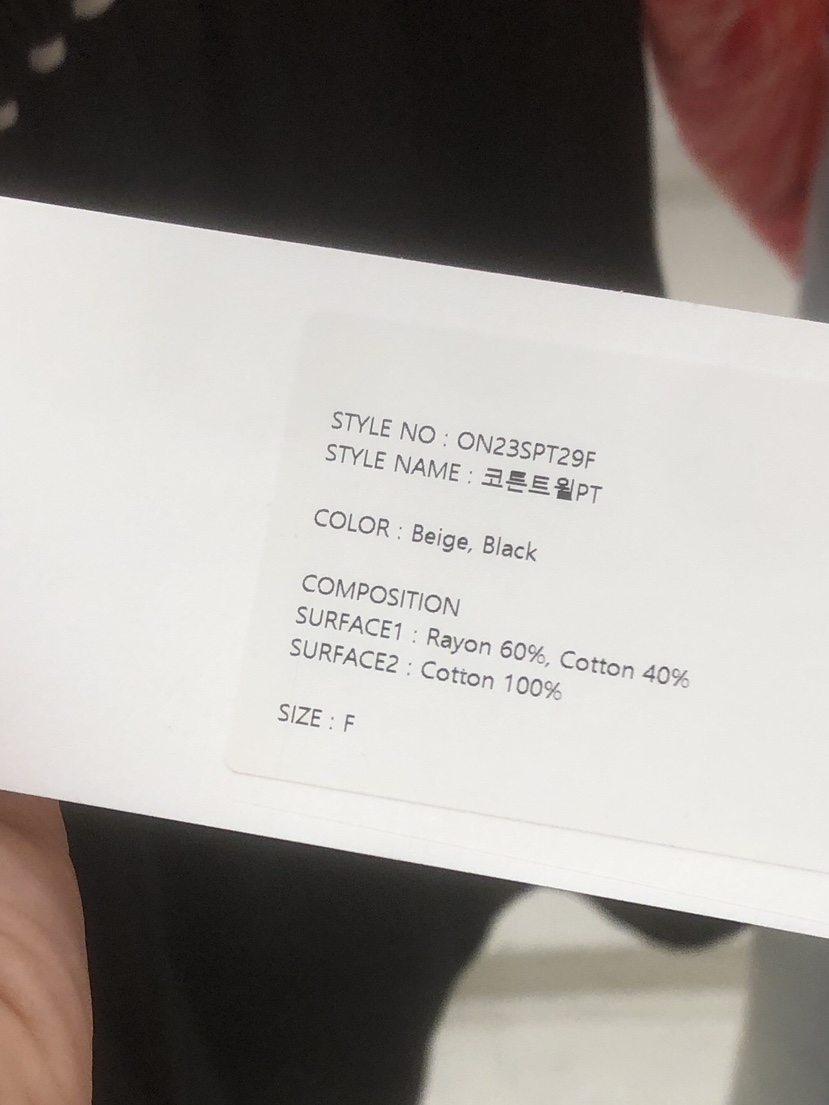 STYLE NO : ON23SPT29F
STYLE NAME : 코튼트윌PT
COLOR : Beige, Black
COMPOSITION
SURFACE1 : Rayon 60%, Cotton 40%
SURFACE2 : Cotton 100%
SIZE : F